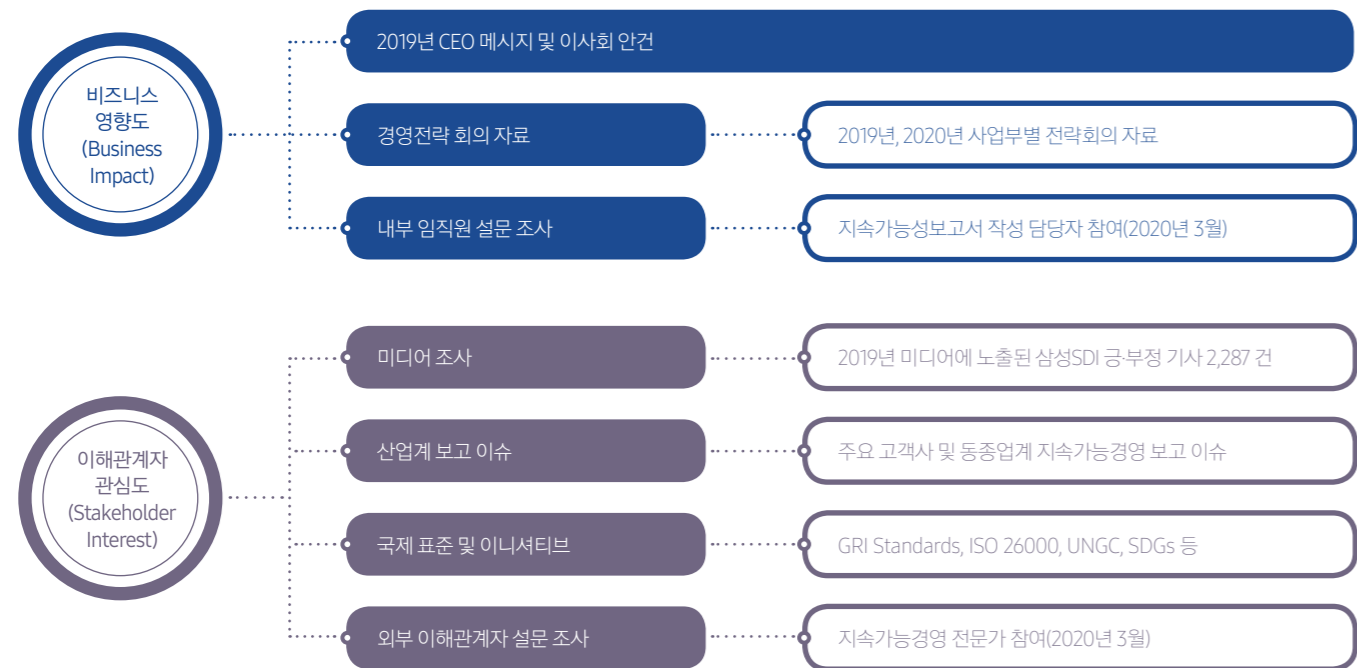 비즈니스
영향도
(Business
Impact)
2019년 CEO 메시지 및 이사회 안건
경영전략 회의 자료
2019년, 2020년 사업부별 전략회의 자료
내부 임직원 설문 조사
지속가능성보고서 작성 담당자 참여(2020년 3월)
이해관계자
관심도
(Stakeholder
Interest)
미디어 조사
2019년 미디어에 노출된 삼성SDI 긍·부정 기사 2,287 건
산업계 보고 이슈
주요 고객사 및 동종업계 지속가능경영 보고 이슈
국제 표준 및 이니셔티브
GRI Standards, ISO 26000, UNGC, SDGs 등
외부 이해관계자 설문 조사
지속가능경영 전문가 참여(2020년 3월)